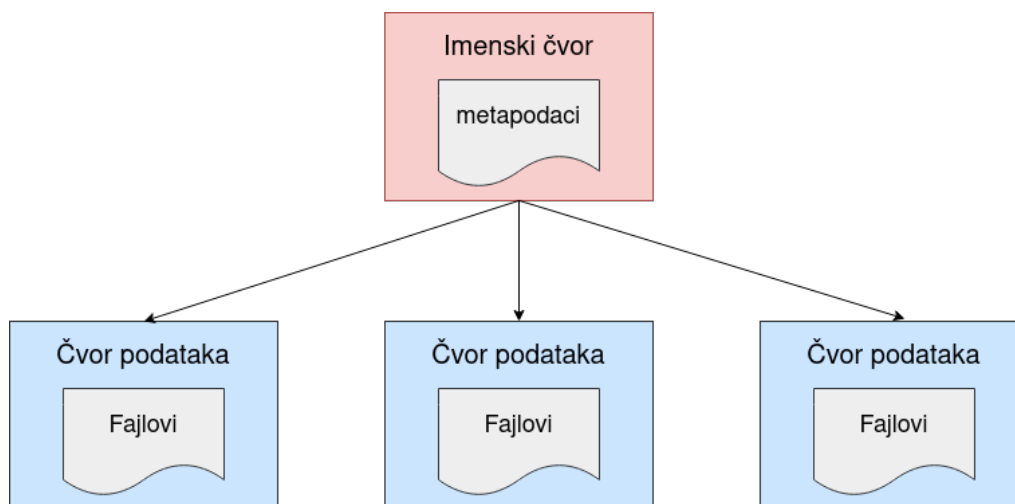 Imenski čvor
metapodaci
Čvor podataka
Fajlovi
Čvor podataka
Fajlovi
Čvor podataka
Fajlovi